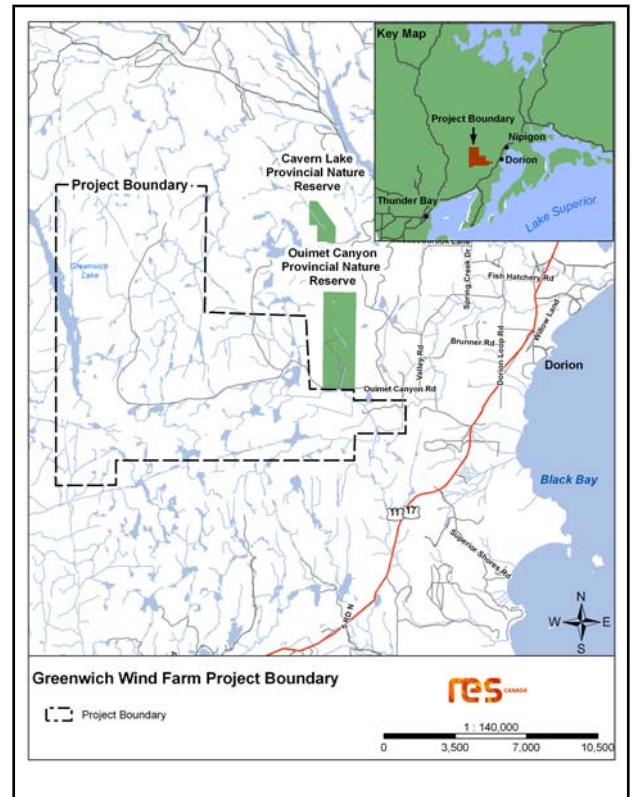 Key Map
Project Boundary
Nipigon
Dorion
Thunder Bay
Lake Superior
Cavern Lake
Provincial Nature
Reserve
Project Boundary
Ouimet Canyon
Provincial Nature
Reserve
Greenwich
Lake
Spring Creek Dr
Fish Hatchery Rd
Willow Land
Brunner Rd
Dorion Loop Rd
Valley Rd
Dorion
Ouimet Canyon Rd
Black Bay
11 17
Superior Shores Rd
5 RD N
N
W E
S
Greenwich Wind Farm Project Boundary
res CANADA
Project Boundary
1 : 140,000
0 3,500 7,000 10,500